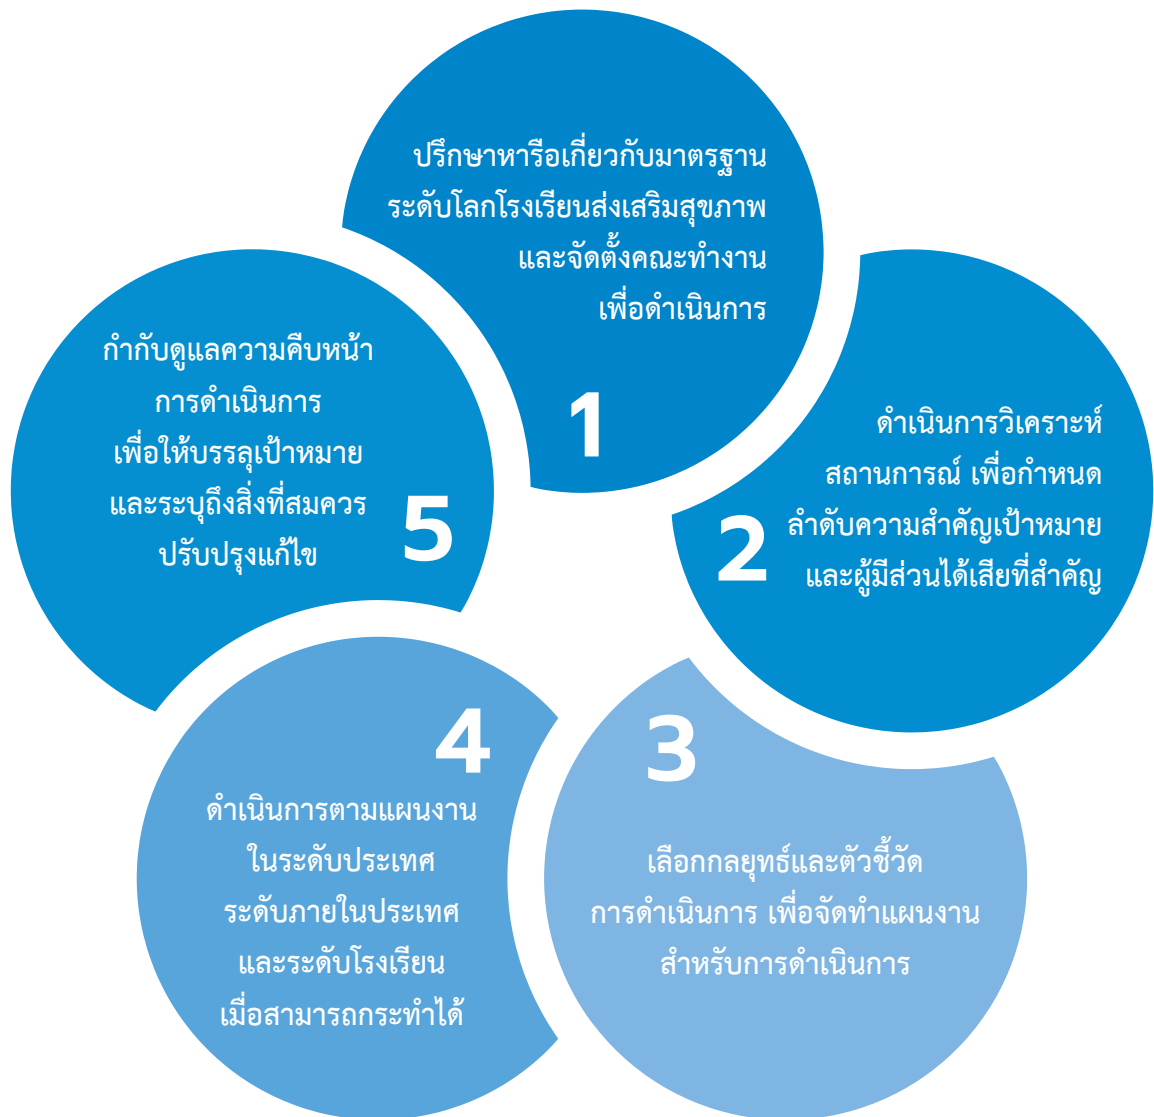 ปรึกษาหารือเกี่ยวกับมาตรฐาน
ระดับโลกโรงเรียนส่งเสริมสุขภาพ
และจัดตั้งคณะทำงาน
เพื่อดำเนินการ
1
ดำเนินการวิเคราะห์
สถานการณ์ เพื่อกำหนด
ลำดับความสำคัญเป้าหมาย
และผู้มีส่วนได้เสียที่สำคัญ
2
3
เลือกกลยุทธ์และตัวชี้วัด
การดำเนินการ เพื่อจัดทำแผนงาน
สำหรับการดำเนินการ
4
ดำเนินการตามแผนงาน
ในระดับประเทศ
ระดับภายในประเทศ
และระดับโรงเรียน
เมื่อสามารถกระทำได้
กำกับดูแลความคืบหน้า
การดำเนินการ
เพื่อให้บรรลุเป้าหมาย
และระบุถึงสิ่งที่สมควร
ปรับปรุงแก้ไข
5